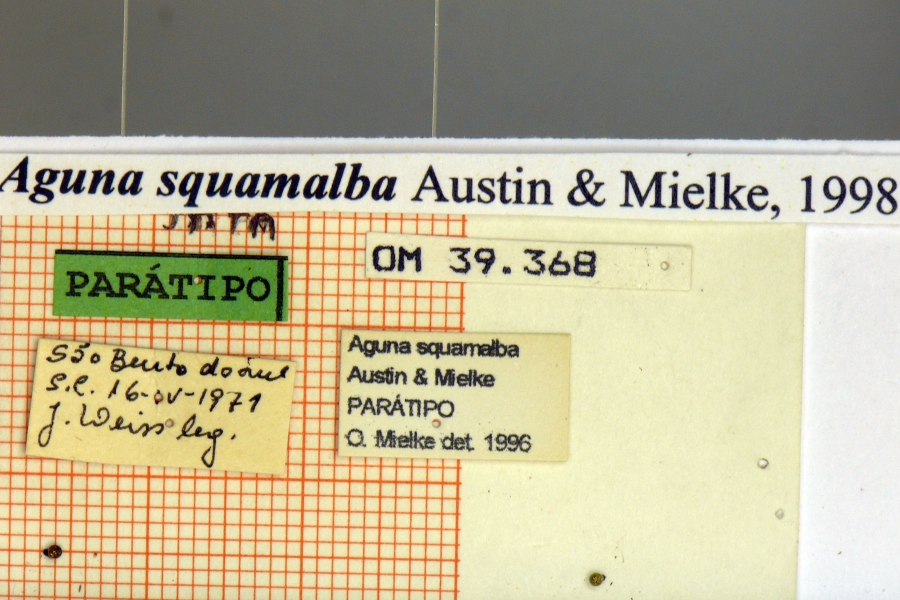 Aguna squamalba Austin & Mielke, 1998
PARÁTIPO
OM 39.368
São Bento do Sul
S.C. 16-IV-1971
J. Weiss leg.
Aguna squamalba
Austin & Mielke
PARÁTIPO
O. Mielke det. 1996